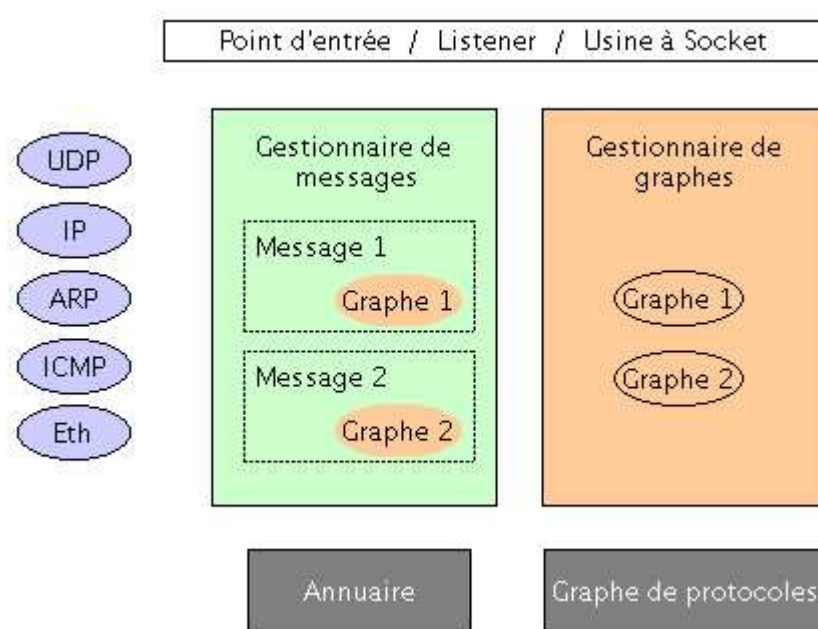 Point d'entrée / Listener / Usine à Socket
UDP
IP
ARP
ICMP
Eth
Gestionnaire de
messages
Message 1
Graphe 1
Message 2
Graphe 2
Gestionnaire de
graphes
Graphe 1
Graphe 2
Annuaire
Graphe de protocoles